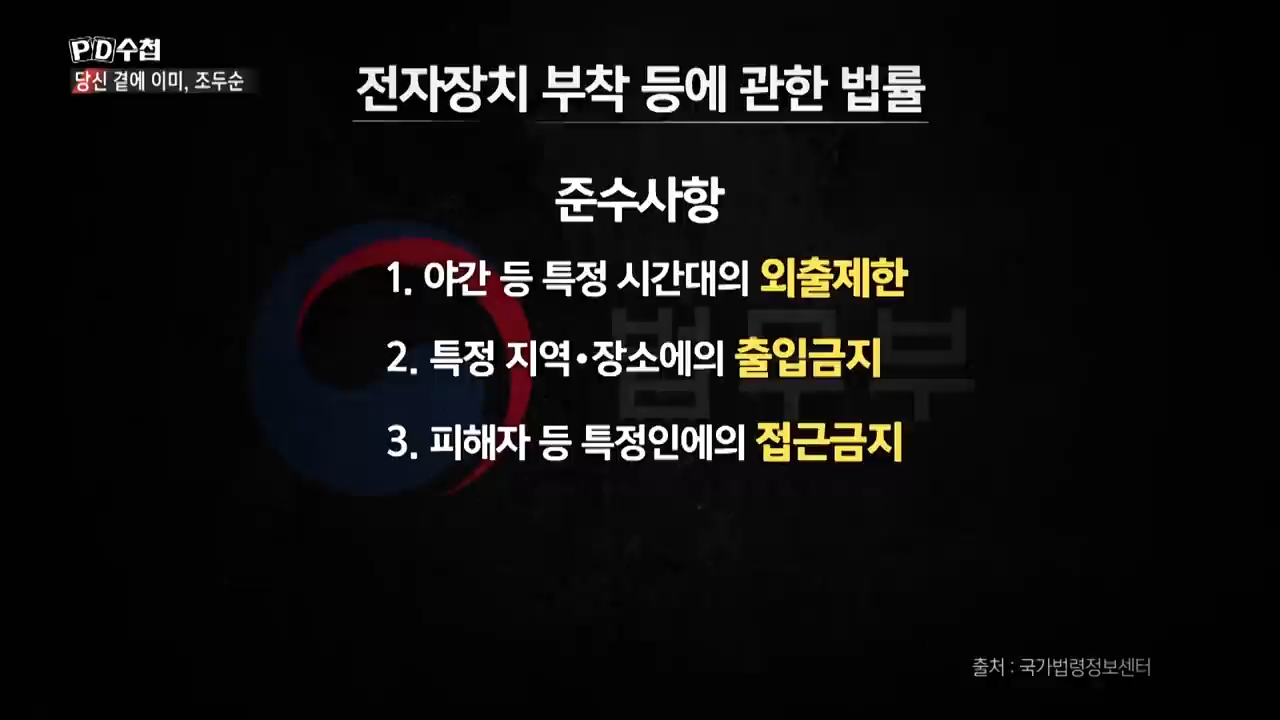 PD수첩
당신 곁에 이미, 조두순
전자장치 부착 등에 관한 법률
준수사항
1. 야간 등 특정 시간대의 외출제한
2. 특정 지역·장소에의 출입금지
3. 피해자 등 특정인에의 접근금지
법무부
출처 : 국가법령정보센터